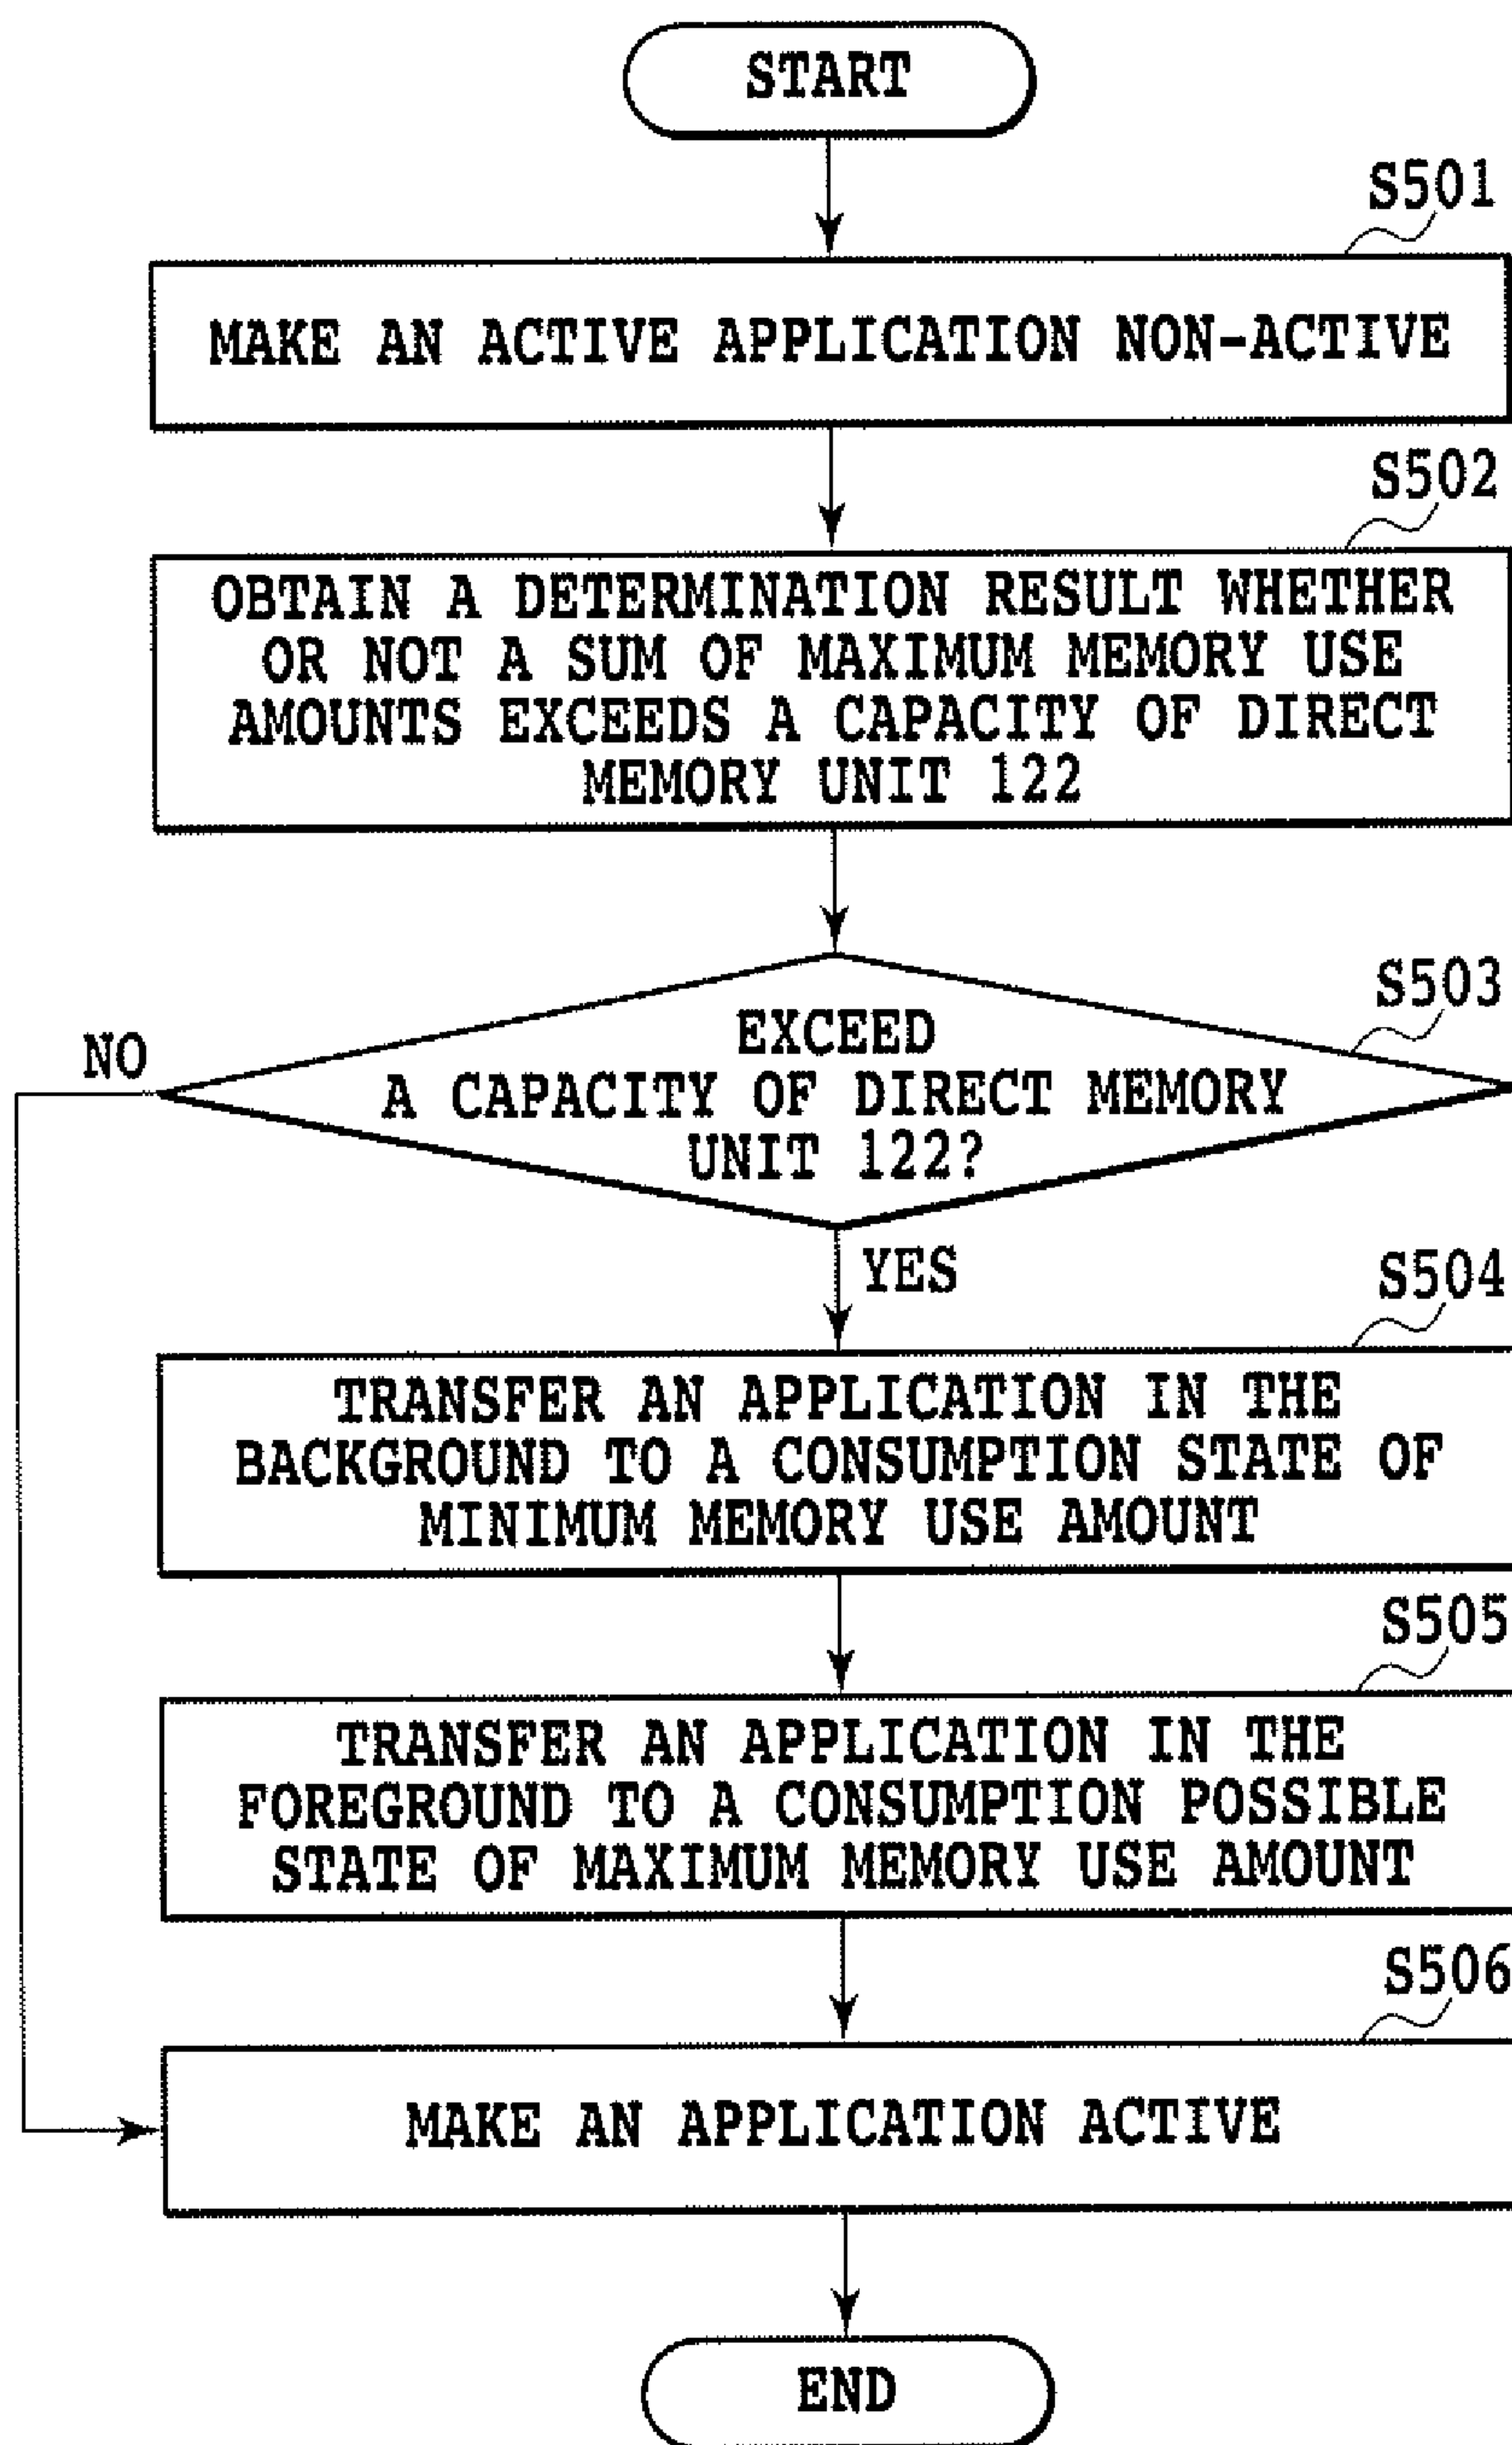 START
S501
MAKE AN ACTIVE APPLICATION NON-ACTIVE
S502
OBTAIN A DETERMINATION RESULT WHETHER
OR NOT A SUM OF MAXIMUM MEMORY USE
AMOUNTS EXCEEDS A CAPACITY OF DIRECT
MEMORY UNIT 122
S503
NO
EXCEED
A CAPACITY OF DIRECT MEMORY
UNIT 122?
YES
S504
TRANSFER AN APPLICATION IN THE
BACKGROUND TO A CONSUMPTION STATE OF
MINIMUM MEMORY USE AMOUNT
S505
TRANSFER AN APPLICATION IN THE
FOREGROUND TO A CONSUMPTION POSSIBLE
STATE OF MAXIMUM MEMORY USE AMOUNT
S506
MAKE AN APPLICATION ACTIVE
END